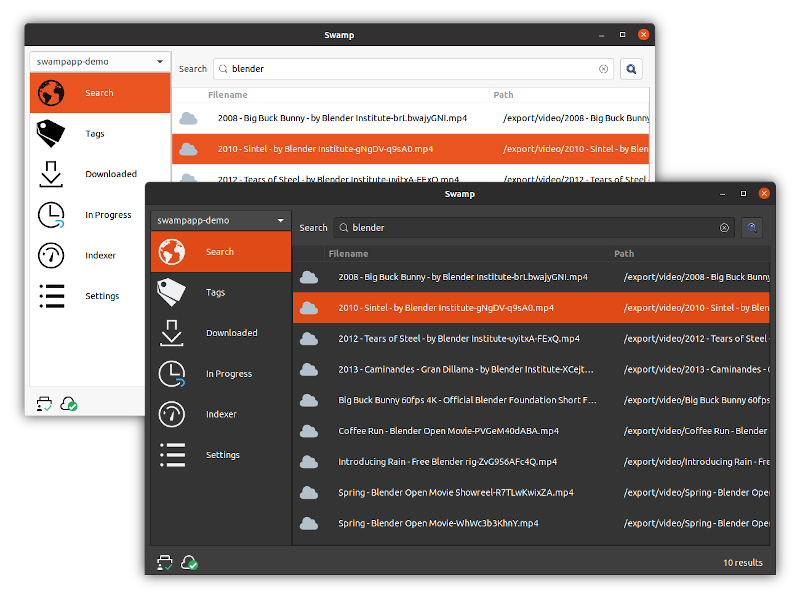 Swamp
swampapp-demo
Search blender
Search
Filename Path
Tags
2008 - Big Buck Bunny - by Blender Institute-brLbwajyGNI.mp4 /export/video/2008 - Big Buck Bunny
2010 - Sintel - by Blender Institute-gNgDV-q9sA0.mp4 /export/video/2010 - Sintel - by Blen
2012 - Tears of Steel - by Blender Institute-uyitxA-FExQ.mp4 /export/video/2012 - Tears of Steel -
Downloaded
In Progress
Indexer
Settings
Swamp
swampapp-demo
Search blender
Search
Tags
Downloaded
In Progress
Indexer
Settings
Filename Path
2008 - Big Buck Bunny - by Blender Institute-brLbwajyGNI.mp4 /export/video/2008 - Big Buck Bunny
2010 - Sintel - by Blender Institute-gNgDV-q9sA0.mp4 /export/video/2010 - Sintel - by Blen
2012 - Tears of Steel - by Blender Institute-uyitxA-FExQ.mp4 /export/video/2012 - Tears of Steel -
2013 - Caminandes - Gran Dillama - by Blender Institute-XCejt... /export/video/2013 - Caminandes - G
Big Buck Bunny 60fps 4K - Official Blender Foundation Short F... /export/video/Big Buck Bunny 60fps
Coffee Run - Blender Open Movie-PVGeM40dABA.mp4 /export/video/Coffee Run - Blender
Introducing Rain - Free Blender rig-ZvG956AFc4Q.mp4 /export/video/Introducing Rain - Fre
Spring - Blender Open Movie Showreel-R7TLwKwixZA.mp4 /export/video/Spring - Blender Ope
Spring - Blender Open Movie-WhWc3b3KhnY.mp4 /export/video/Spring - Blender Ope
10 results